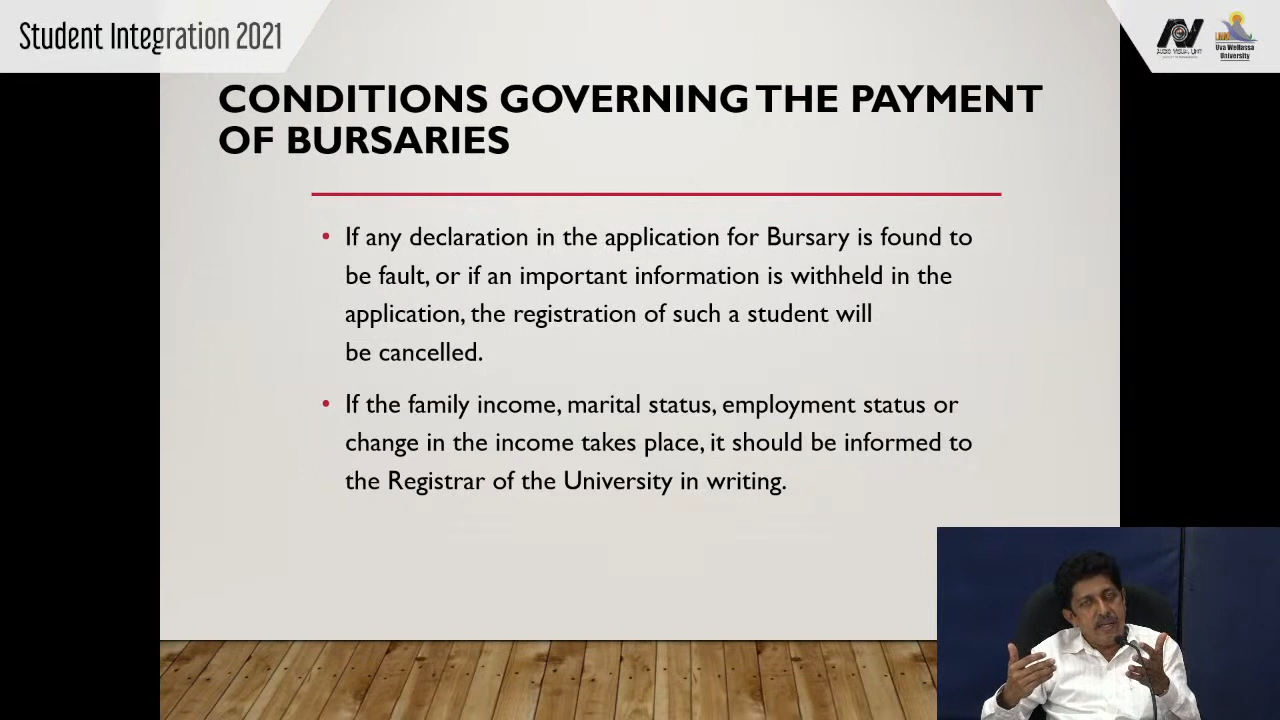 Student Integration 2021
AUDIO VISUAL UNIT
Uva Wellassa
University
CONDITIONS GOVERNING THE PAYMENT
OF BURSARIES
• If any declaration in the application for Bursary is found to
be fault, or if an important information is withheld in the
application, the registration of such a student will
be cancelled.
• If the family income, marital status, employment status or
change in the income takes place, it should be informed to
the Registrar of the University in writing.